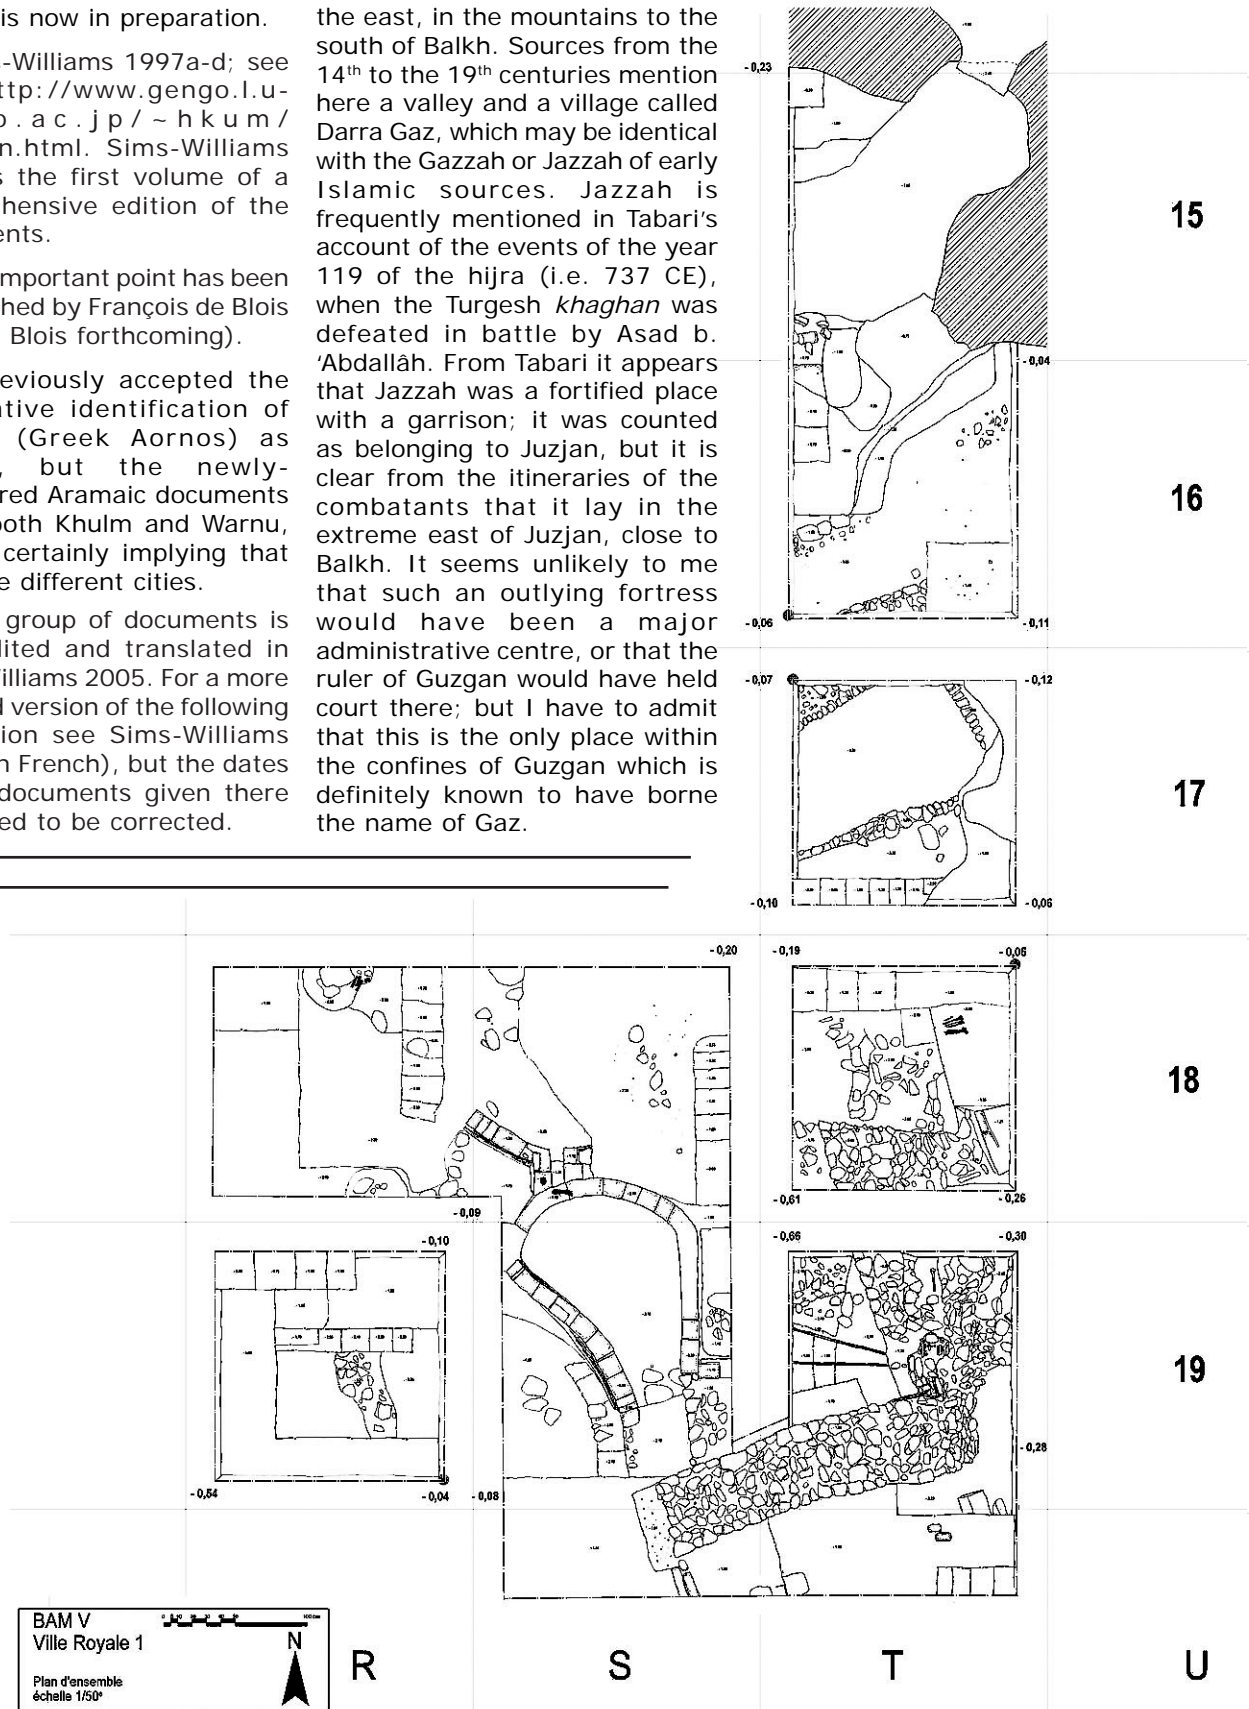 is now in preparation.
s-Williams 1997a-d; see
ttp://www.gengo.l.u-
o.ac.jp/~hkum/
n.html. Sims-Williams
s the first volume of a
ehensive edition of the
ents.
mportant point has been
shed by François de Blois
Blois forthcoming).
eviously accepted the
ative identification of
(Greek Aornos) as
, but the newly-
red Aramaic documents
both Khulm and Warnu,
certainly implying that
e different cities.
group of documents is
dited and translated in
Williams 2005. For a more
d version of the following
ion see Sims-Williams
n French), but the dates
documents given there
ed to be corrected.
the east, in the mountains to the
south of Balkh. Sources from the
14th to the 19th centuries mention
here a valley and a village called
Darra Gaz, which may be identical
with the Gazzah or Jazzah of early
Islamic sources. Jazzah is
frequently mentioned in Tabari's
account of the events of the year
119 of the hijra (i.e. 737 CE),
when the Turgesh khaghan was
defeated in battle by Asad b.
'Abdallâh. From Tabari it appears
that Jazzah was a fortified place
with a garrison; it was counted
as belonging to Juzjan, but it is
clear from the itineraries of the
combatants that it lay in the
extreme east of Juzjan, close to
Balkh. It seems unlikely to me
that such an outlying fortress
would have been a major
administrative centre, or that the
ruler of Guzgan would have held
court there; but I have to admit
that this is the only place within
the confines of Guzgan which is
definitely known to have borne
the name of Gaz.
- 0,23
15
- 0,04
16
- 0,06
- 0,11
- 0,07
- 0,12
17
- 0,10
- 0,06
- 0,20
- 0,19
- 0,05
18
- 0,61
- 0,26
- 0,09
- 0,10
- 0,66
- 0,30
19
- 0,28
- 0,54
- 0,04
- 0,08
BAM V
Ville Royale 1
N
Plan d'ensemble
échelle 1/50e
R
S
T
U